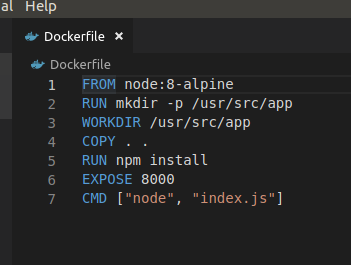 al Help
Dockerfile ×
Dockerfile
1 FROM node:8-alpine
2 RUN mkdir -p /usr/src/app
3 WORKDIR /usr/src/app
4 COPY . .
5 RUN npm install
6 EXPOSE 8000
7 CMD ["node", "index.js"]